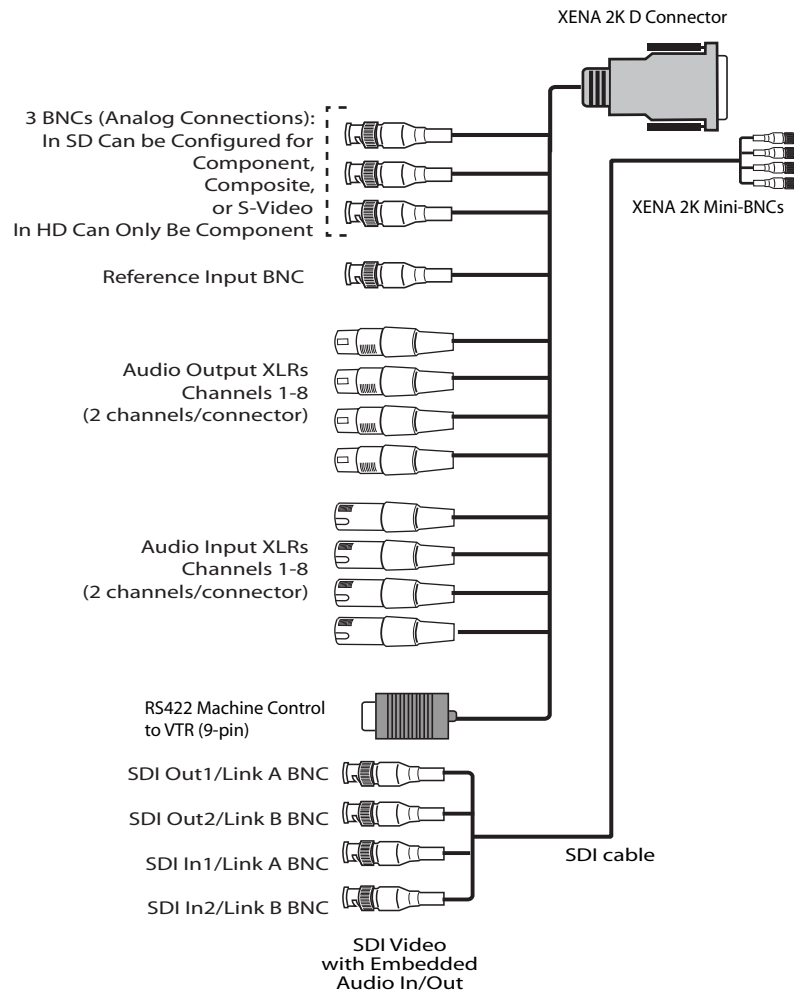 XENA 2K D Connector
3 BNCs (Analog Connections):
In SD Can be Configured for
Component,
Composite,
or S-Video
In HD Can Only Be Component
XENA 2K Mini-BNCs
Reference Input BNC
Audio Output XLRs
Channels 1-8
(2 channels/connector)
Audio Input XLRs
Channels 1-8
(2 channels/connector)
RS422 Machine Control
to VTR (9-pin)
SDI Out1/Link A BNC
SDI Out2/Link B BNC
SDI In1/Link A BNC
SDI In2/Link B BNC
SDI cable
SDI Video
with Embedded
Audio In/Out